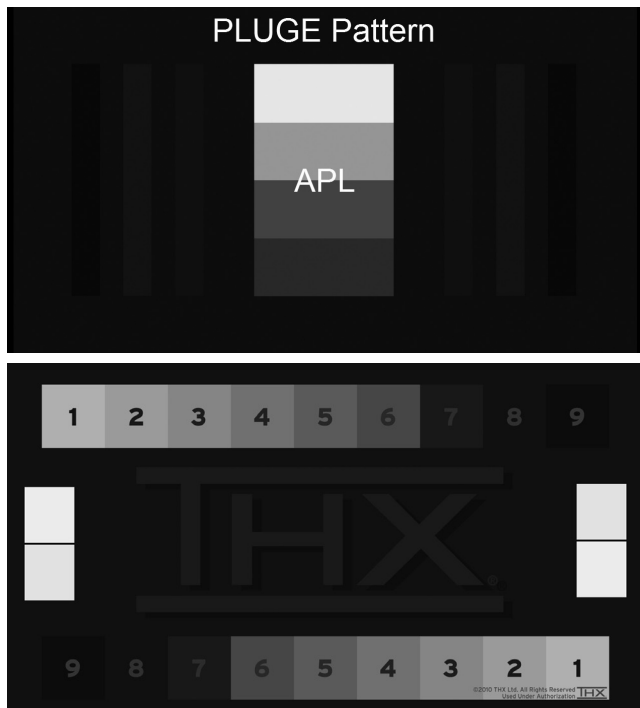 PLUGE Pattern
APL
1 2 3 4 5 6 7 8 9
THX®
9 8 7 6 5 4 3 2 1
©2010 THX Ltd. All Rights Reserved
Used Under Authorization THX